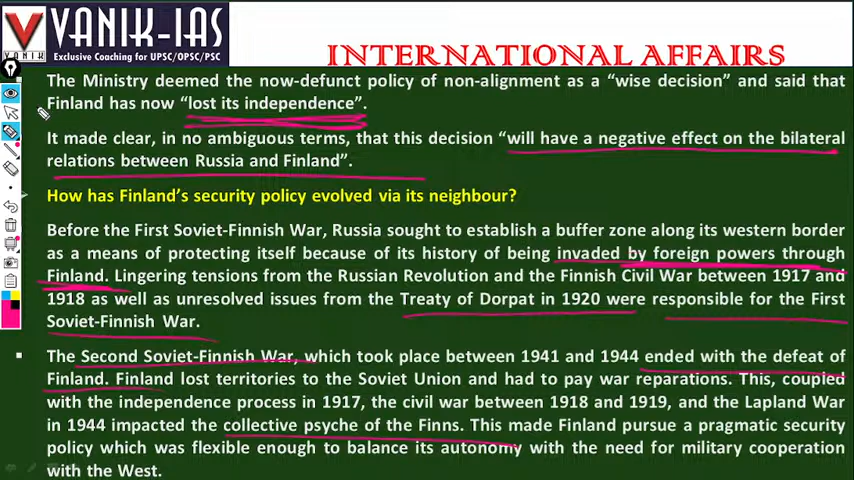 VANIK-IAS
VANIK
Exclusive Coaching for UPSC/OPSC/PSC
INTERNATIONAL AFFAIRS
The Ministry deemed the now-defunct policy of non-alignment as a “wise decision” and said that
Finland has now “lost its independence”.
It made clear, in no ambiguous terms, that this decision “will have a negative effect on the bilateral
relations between Russia and Finland”.
How has Finland’s security policy evolved via its neighbour?
Before the First Soviet-Finnish War, Russia sought to establish a buffer zone along its western border
as a means of protecting itself because of its history of being invaded by foreign powers through
Finland. Lingering tensions from the Russian Revolution and the Finnish Civil War between 1917 and
1918 as well as unresolved issues from the Treaty of Dorpat in 1920 were responsible for the First
Soviet-Finnish War.
The Second Soviet-Finnish War, which took place between 1941 and 1944 ended with the defeat of
Finland. Finland lost territories to the Soviet Union and had to pay war reparations. This, coupled
with the independence process in 1917, the civil war between 1918 and 1919, and the Lapland War
in 1944 impacted the collective psyche of the Finns. This made Finland pursue a pragmatic security
policy which was flexible enough to balance its autonomy with the need for military cooperation
with the West.